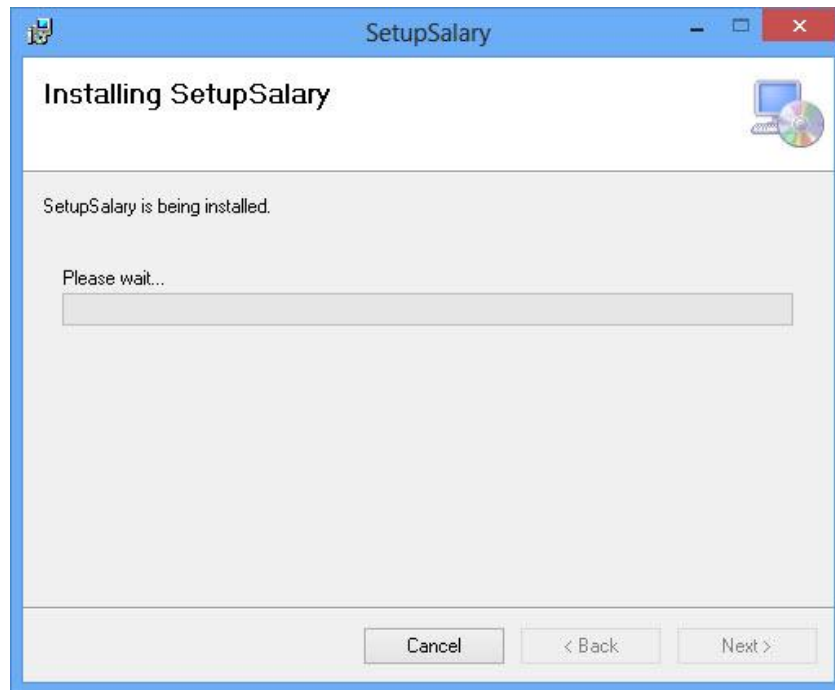 SetupSalary
Installing SetupSalary
SetupSalary is being installed.
Please wait...
Cancel
< Back
Next >